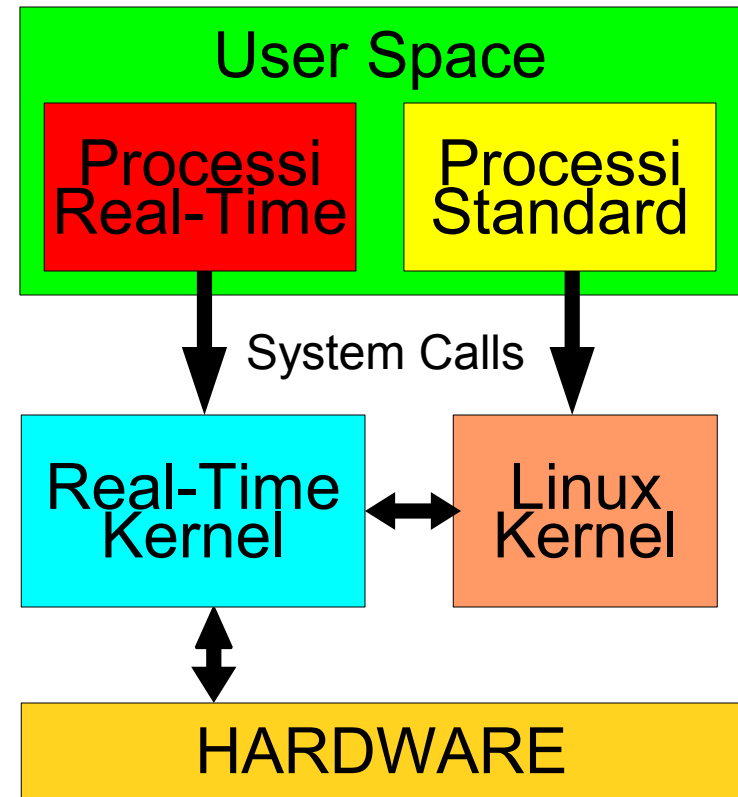 User Space
Processi
Real-Time
Processi
Standard
System Calls
Real-Time
Kernel
Linux
Kernel
HARDWARE